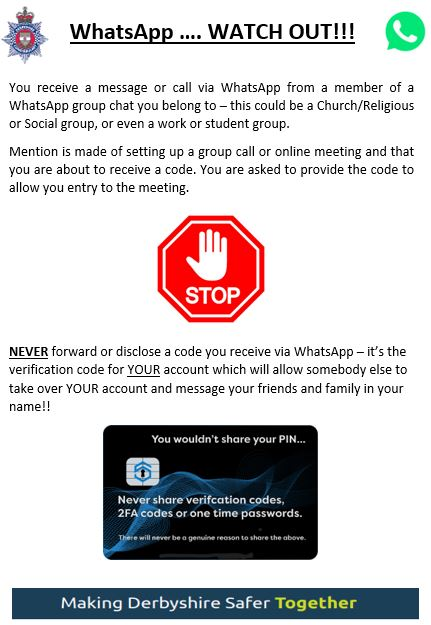 WhatsApp …. WATCH OUT!!!
You receive a message or call via WhatsApp from a member of a
WhatsApp group chat you belong to – this could be a Church/Religious
or Social group, or even a work or student group.
Mention is made of setting up a group call or online meeting and that
you are about to receive a code. You are asked to provide the code to
allow you entry to the meeting.
STOP
NEVER forward or disclose a code you receive via WhatsApp – it’s the
verification code for YOUR account which will allow somebody else to
take over YOUR account and message your friends and family in your
name!!
You wouldn’t share your PIN...
Never share verifcation codes,
2FA codes or one time passwords.
There will never be a genuine reason to share the above.
Making Derbyshire Safer Together